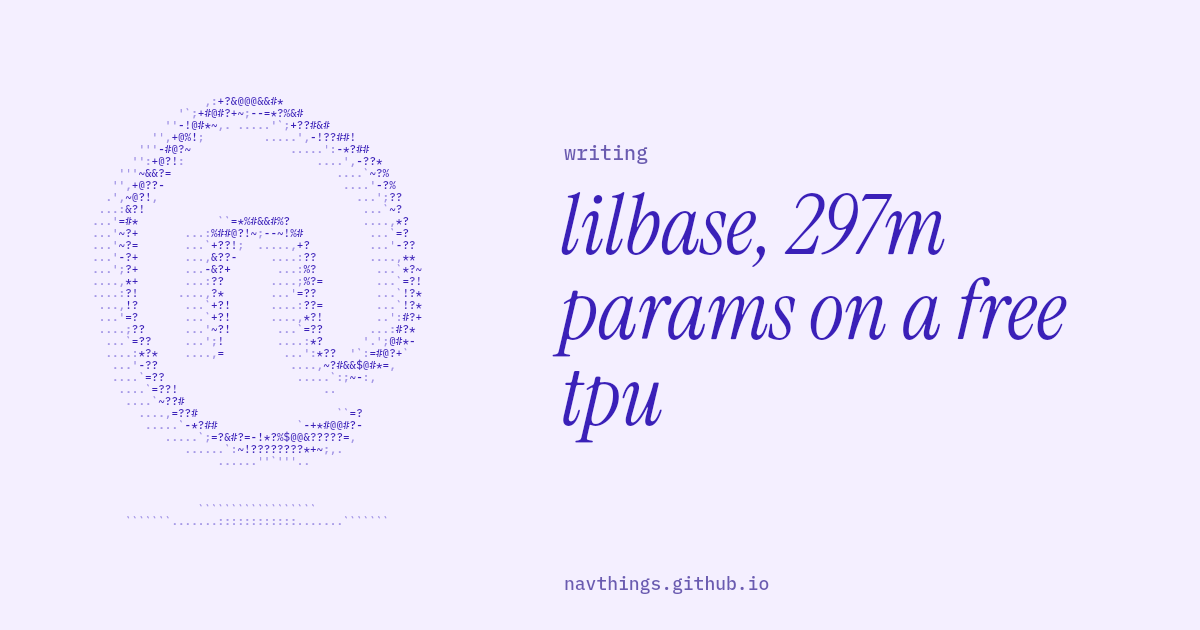 writing
lilbase, 297m
params on a free
tpu
navthings.github.io